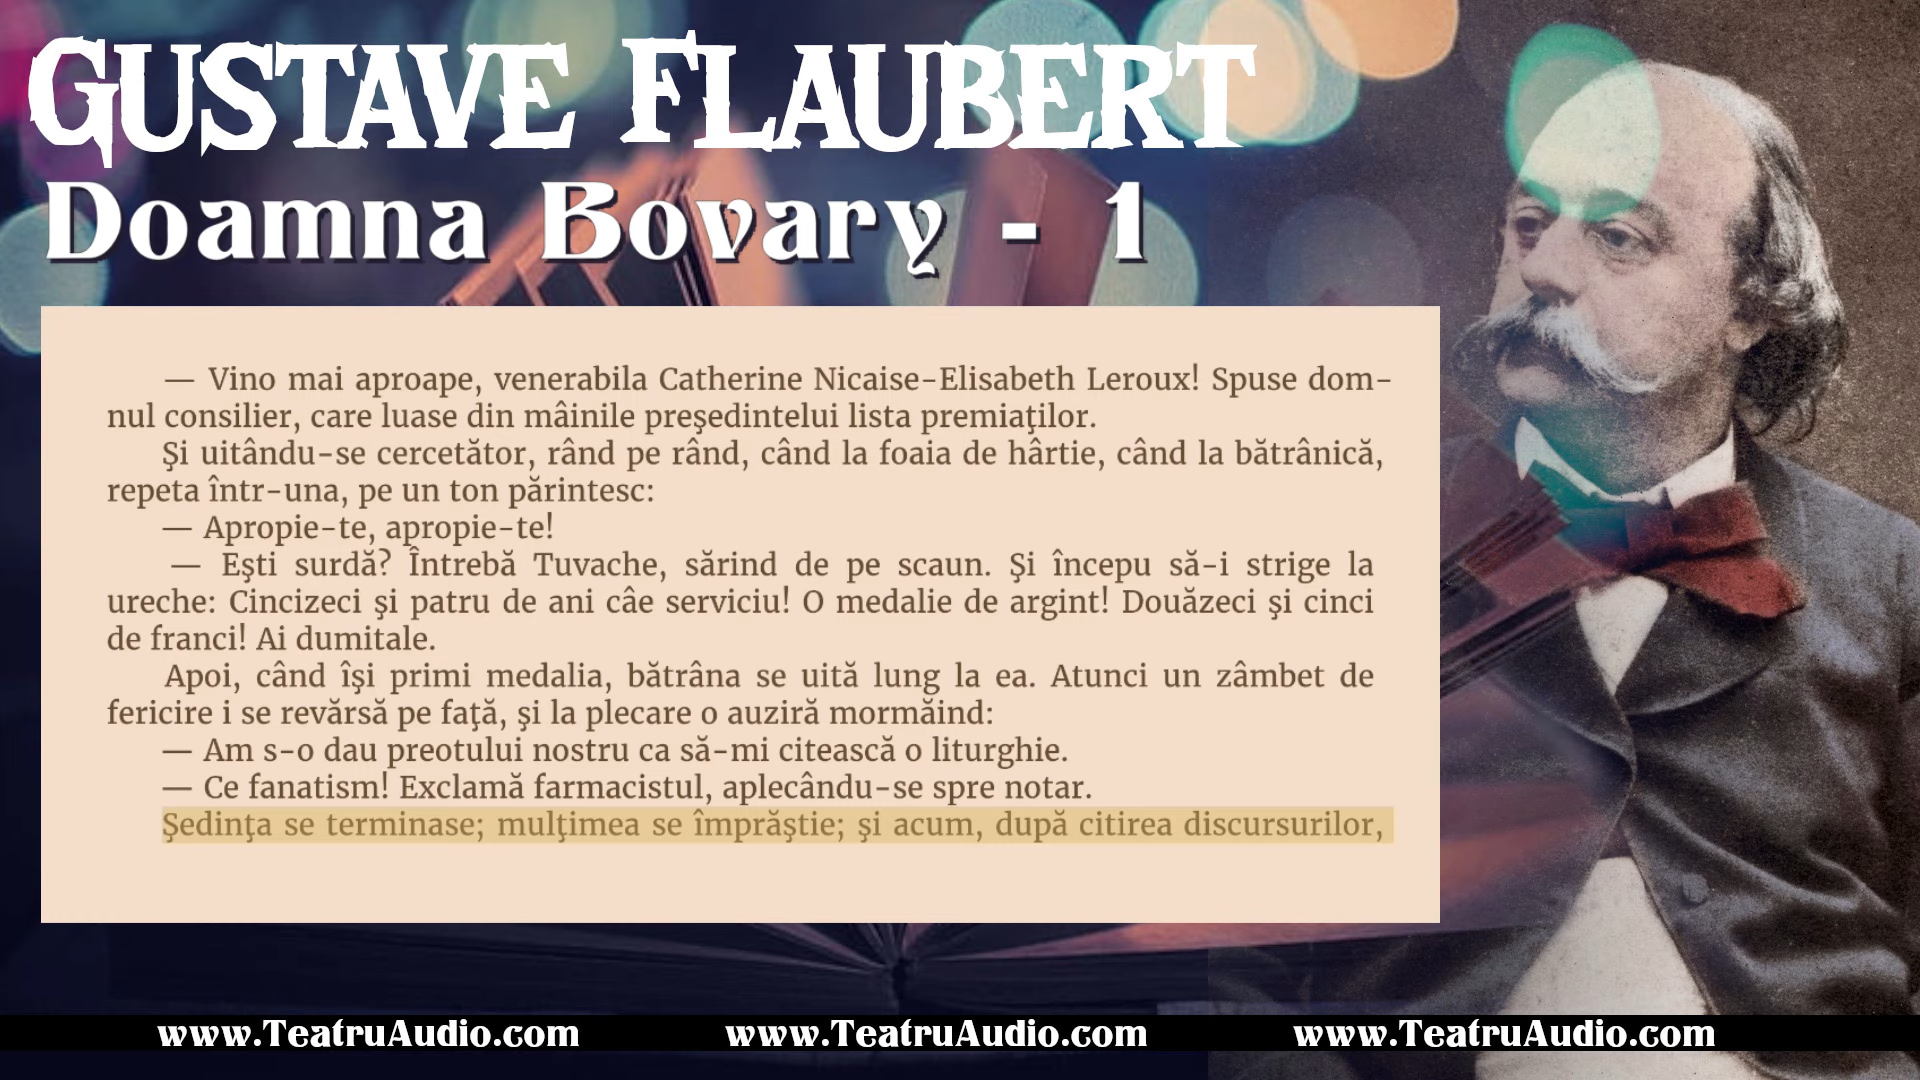 GUSTAVE FLAUBERT
Doamna Bovary - 1
— Vino mai aproape, venerabila Catherine Nicaise-Elisabeth Leroux! Spuse dom-
nul consilier, care luase din mâinile preşedintelui lista premiaţilor.
Şi uitându-se cercetător, rând pe rând, când la foaia de hârtie, când la bătrânică,
repeta într-una, pe un ton părintesc:
— Apropie-te, apropie-te!
— Eşti surdă? Întrebă Tuvache, sărind de pe scaun. Şi începu să-i strige la
ureche: Cincizeci şi patru de ani câe serviciu! O medalie de argint! Douăzeci şi cinci
de franci! Ai dumitale.
Apoi, când îşi primi medalia, bătrâna se uită lung la ea. Atunci un zâmbet de
fericire i se revărsă pe faţă, şi la plecare o auziră mormăind:
— Am s-o dau preotului nostru ca să-mi citească o liturghie.
— Ce fanatism! Exclamă farmacistul, aplecându-se spre notar.
Şedinţa se terminase; mulţimea se împrăştie; şi acum, după citirea discursurilor,
www.TeatruAudio.com www.TeatruAudio.com www.TeatruAudio.com